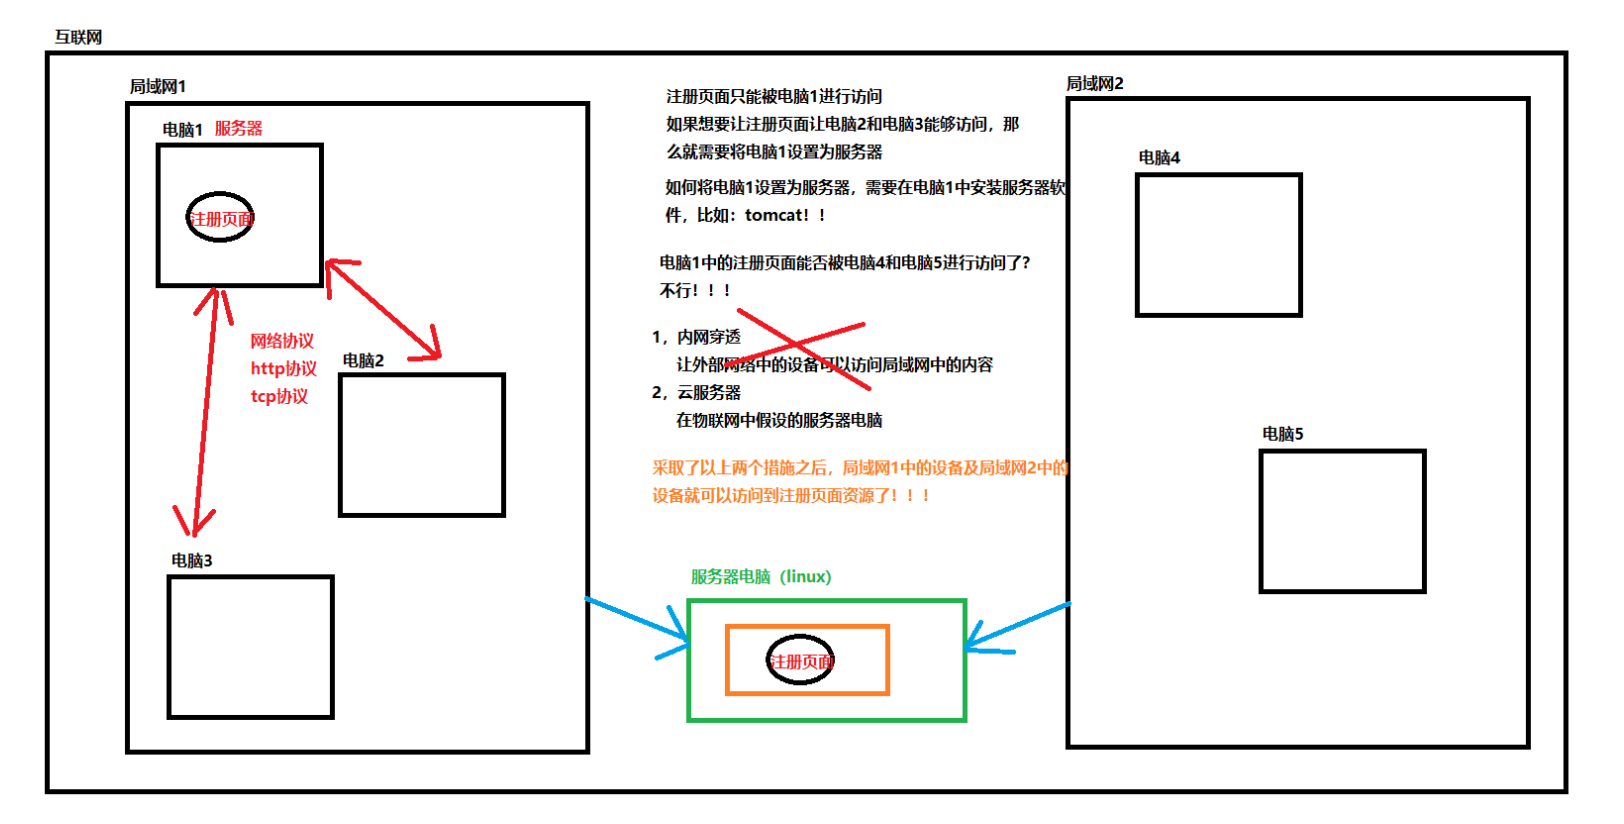 互联网
局域网1
电脑1 服务器
注册页面
网络协议
http协议
tcp协议
电脑2
电脑3
注册页面只能被电脑1进行访问
如果想要让注册页面让电脑2和电脑3能够访问，那
么就需要将电脑1设置为服务器
如何将电脑1设置为服务器，需要在电脑1中安装服务器软
件，比如：tomcat！！
电脑1中的注册页面能否被电脑4和电脑5进行访问了？
不行！！！
1，内网穿透
让外部网络中的设备可以访问局域网中的内容
2，云服务器
在物联网中假设的服务器电脑
采取了以上两个措施之后，局域网1中的设备及局域网2中的
设备就可以访问到注册页面资源了！！！
服务器电脑（linux）
注册页面
局域网2
电脑4
电脑5